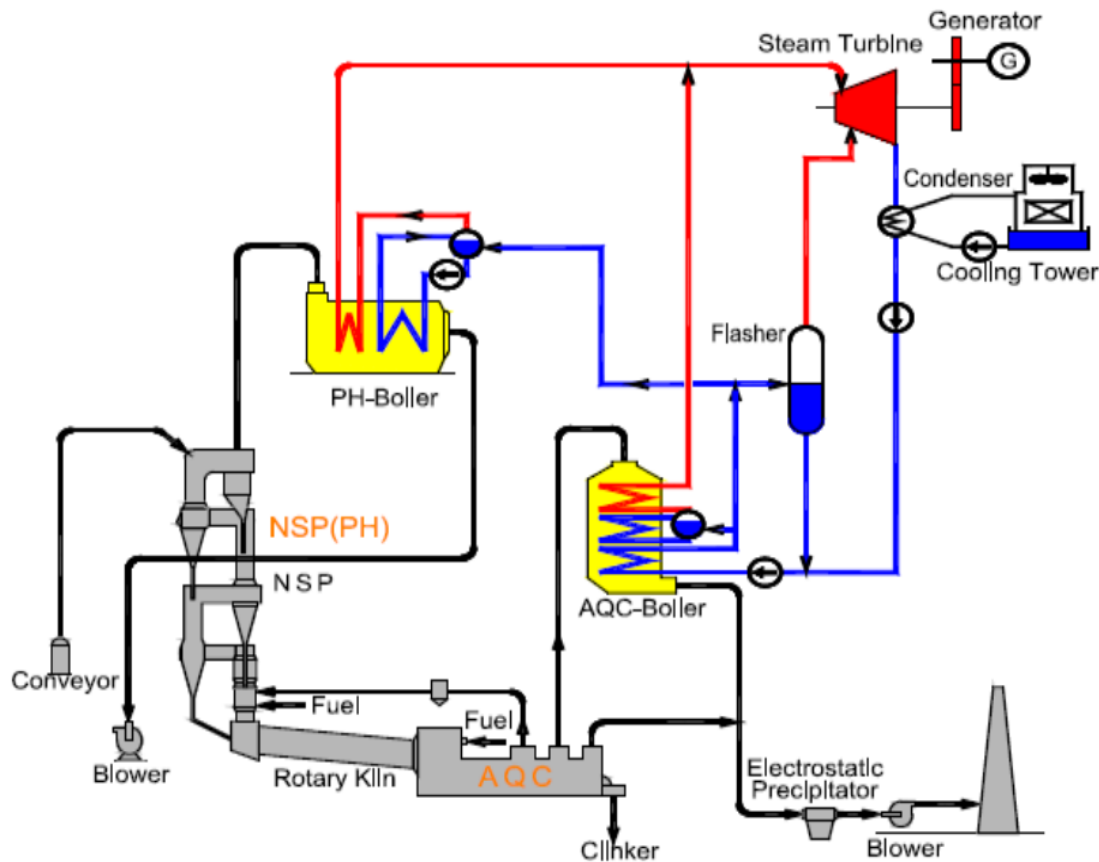 Generator
Steam Turbine
G
Condenser
Cooling Tower
Flasher
PH-Boiler
NSP(PH)
NSP
AQC-Boiler
Conveyor
Fuel
Fuel
Blower
Rotary Kiln
AQC
Electrostatic
Precipitator
Clinker
Blower